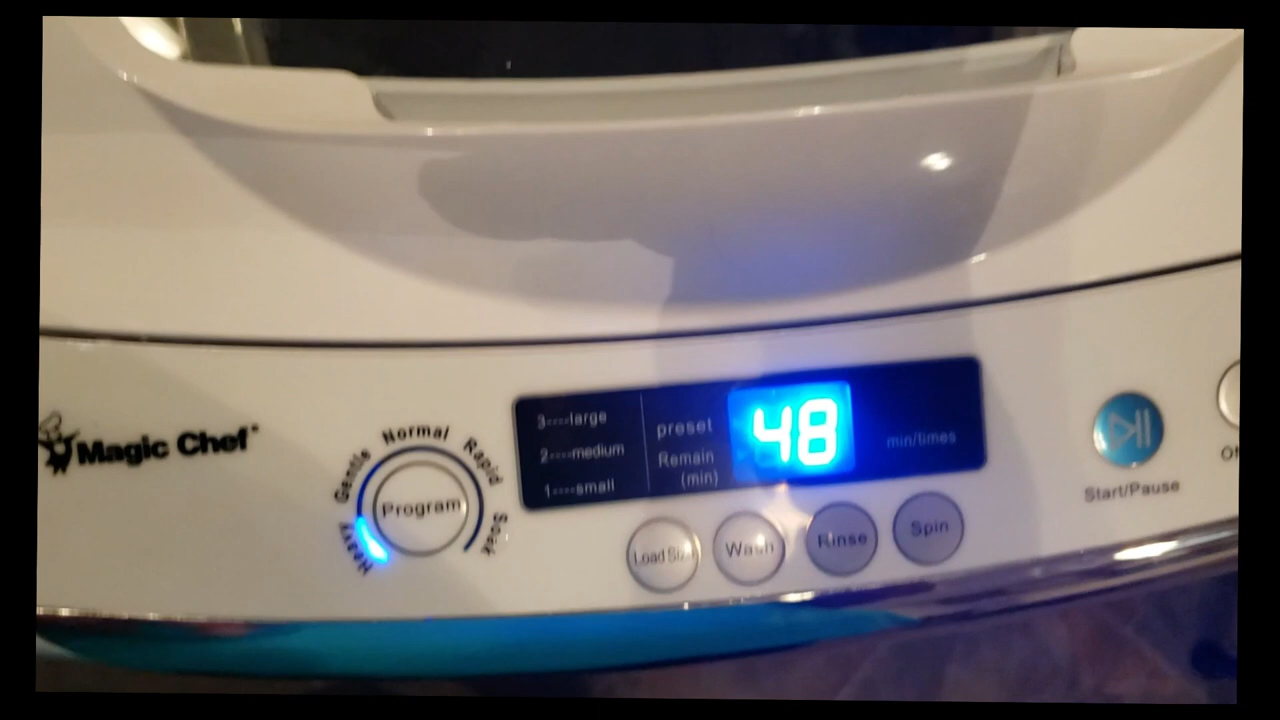 Magic Chef
Gentle
Normal
Rapid
Soak
Heavy
Program
3----large
2----medium
1----small
preset
Remain
(min)
48
min/times
Load Size
Wash
Rinse
Spin
Start/Pause